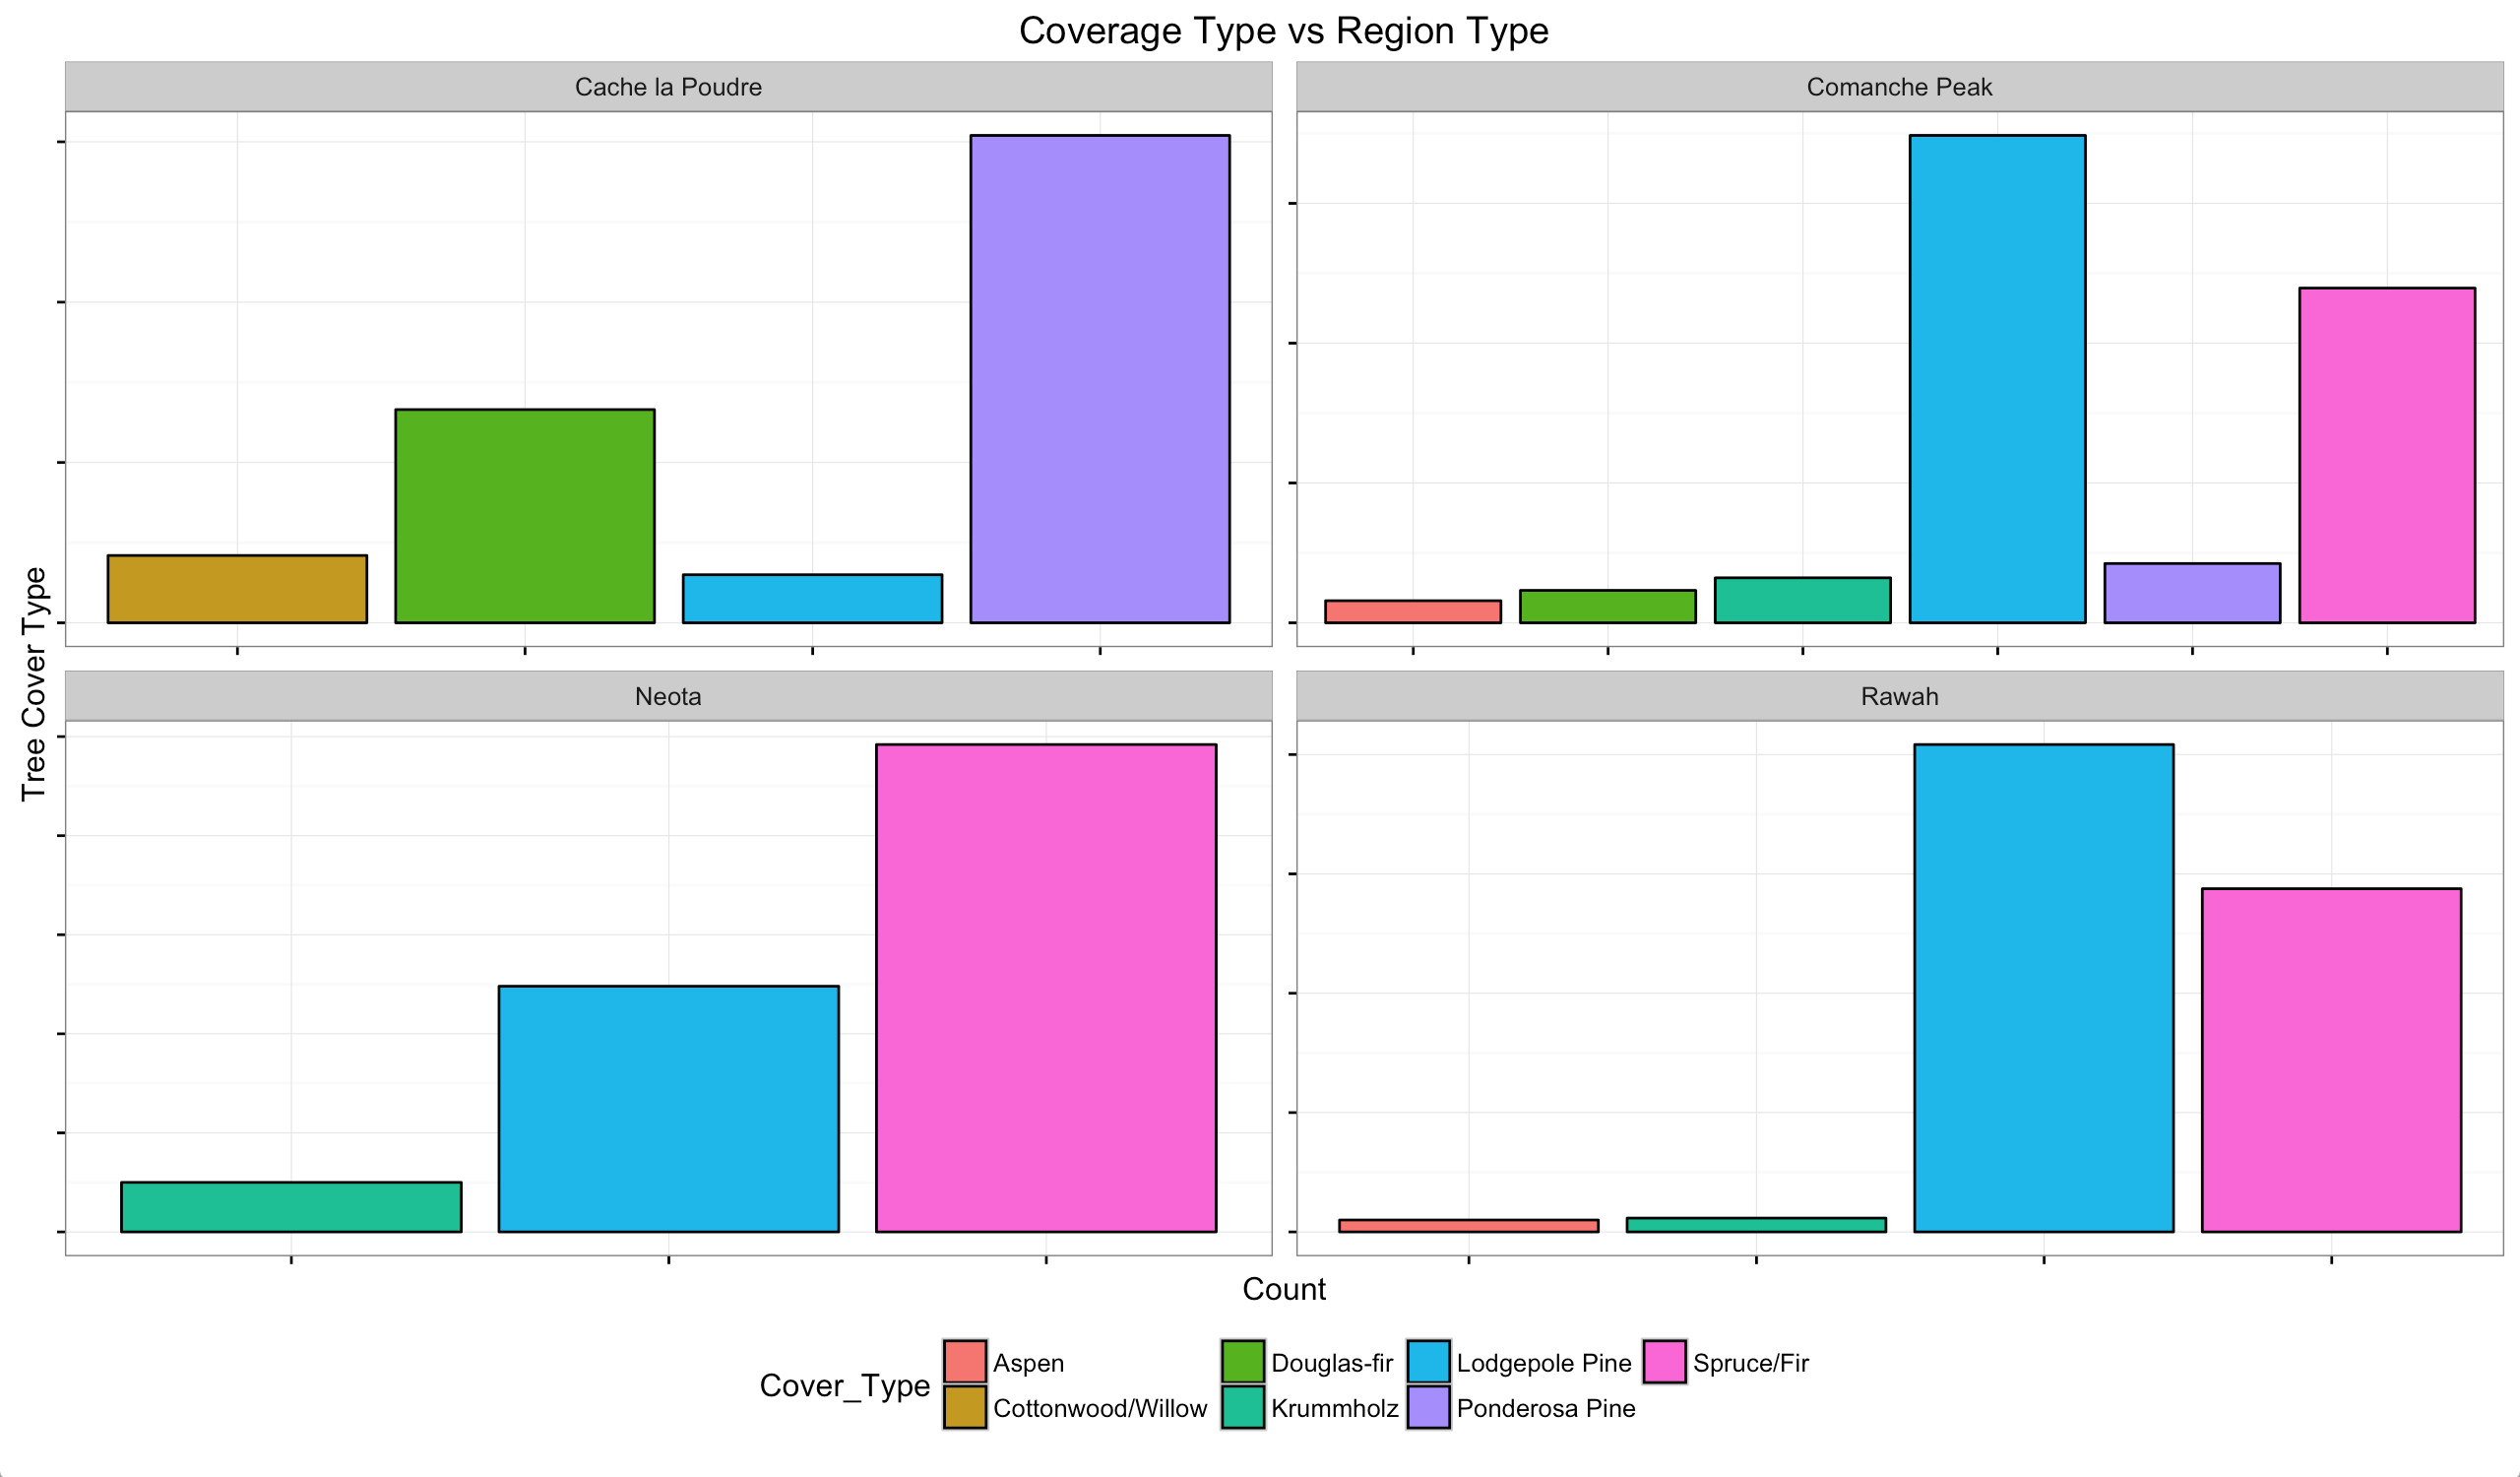 Coverage Type vs Region Type
Cache la Poudre
Comanche Peak
Tree Cover Type
Neota
Rawah
Count
Cover_Type
Aspen
Douglas-fir
Lodgepole Pine
Spruce/Fir
Cottonwood/Willow
Krummholz
Ponderosa Pine